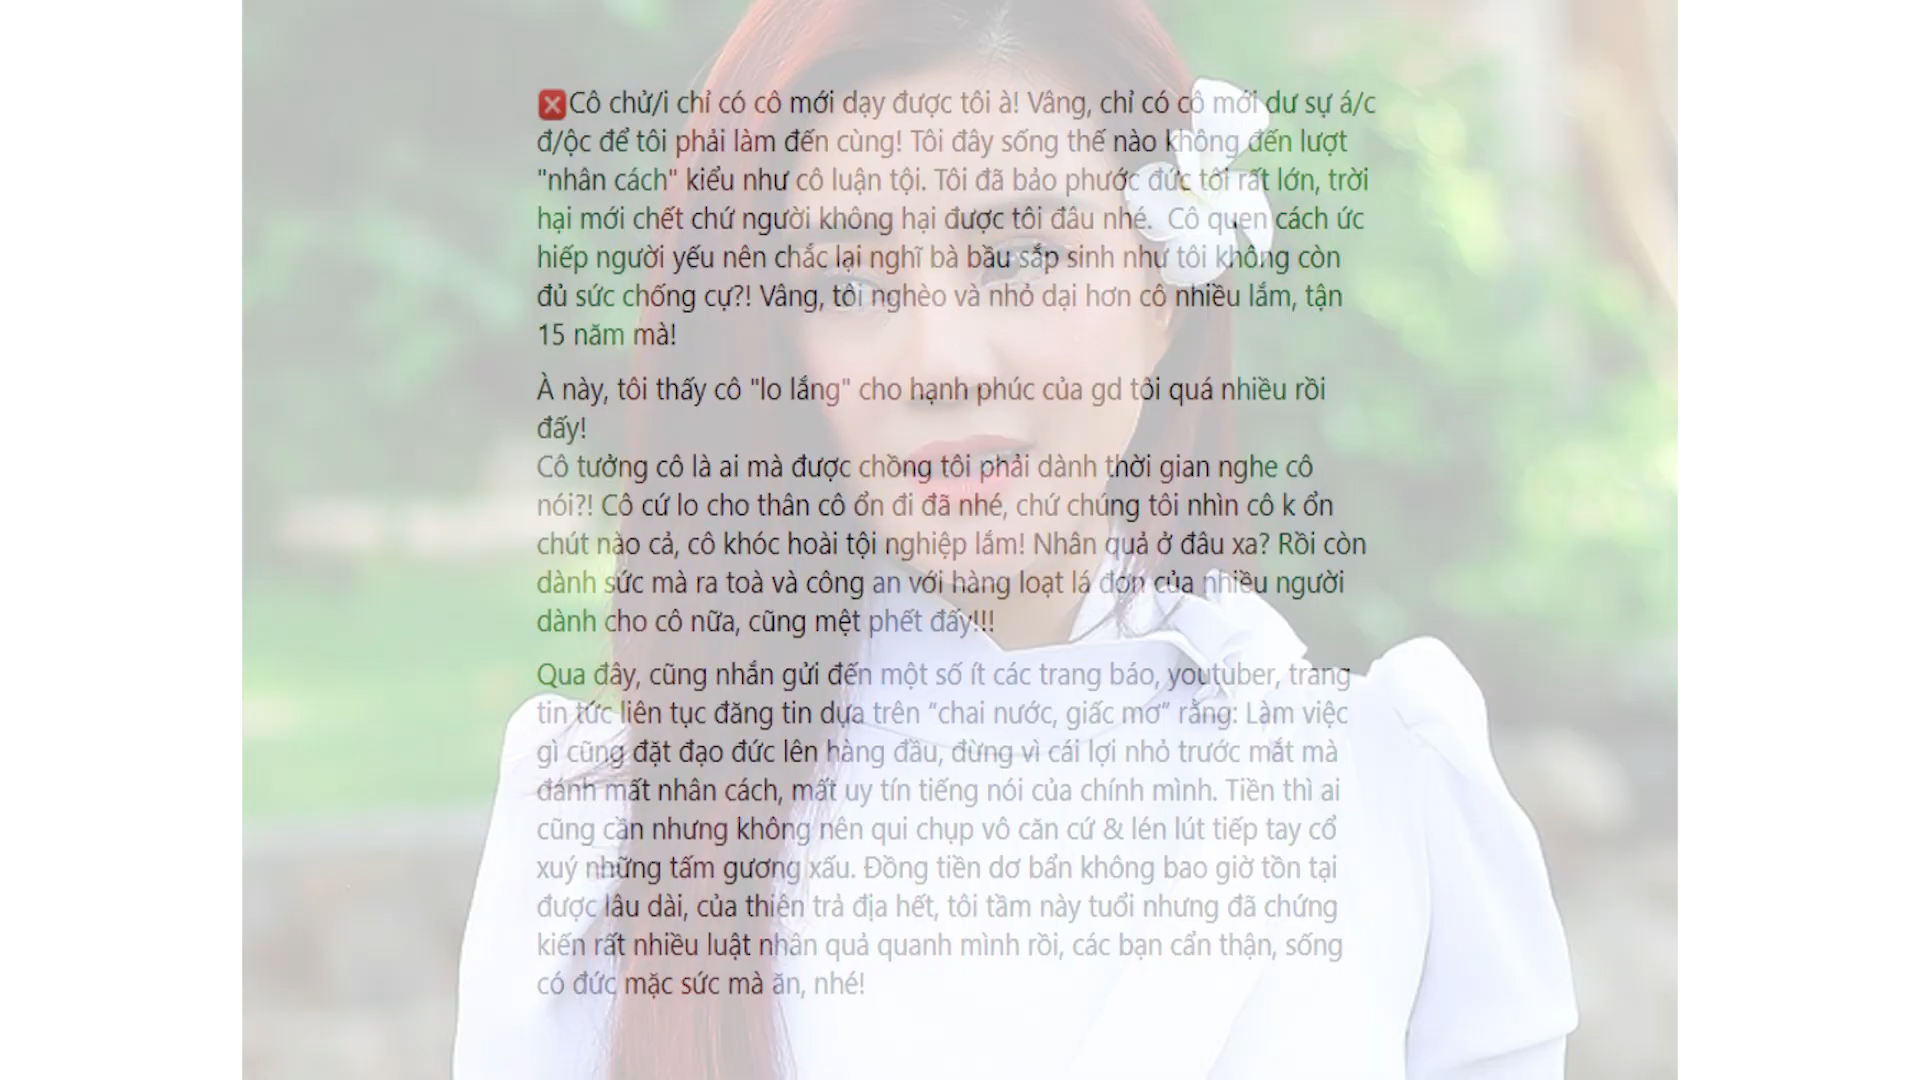 ❌Cô chử/i chỉ có cô mới dạy được tôi à! Vâng, chỉ có cô mới dư sự á/c
đ/ộc để tôi phải làm đến cùng! Tôi đây sống thế nào không đến lượt
"nhân cách" kiểu như cô luận tội. Tôi đã bảo phước đức tôi rất lớn, trời
hại mới chết chứ người không hại được tôi đâu nhé. Cô quen cách ức
hiếp người yếu nên chắc lại nghĩ bà bầu sắp sinh như tôi không còn
đủ sức chống cự?! Vâng, tôi nghèo và nhỏ dại hơn cô nhiều lắm, tận
15 năm mà!
À này, tôi thấy cô "lo lắng" cho hạnh phúc của gd tôi quá nhiều rồi
đấy!
Cô tưởng cô là ai mà được chồng tôi phải dành thời gian nghe cô
nói?! Cô cứ lo cho thân cô ổn đi đã nhé, chứ chúng tôi nhìn cô k ổn
chút nào cả, cô khóc hoài tội nghiệp lắm! Nhân quả ở đâu xa? Rồi còn
dành sức mà ra toà và công an với hàng loạt lá đơn của nhiều người
dành cho cô nữa, cũng mệt phết đấy!!!
Qua đây, cũng nhắn gửi đến một số ít các trang báo, youtuber, trang
tin tức liên tục đăng tin dựa trên “chai nước, giấc mơ” rằng: Làm việc
gì cũng đặt đạo đức lên hàng đầu, đừng vì cái lợi nhỏ trước mắt mà
đánh mất nhân cách, mất uy tín tiếng nói của chính mình. Tiền thì ai
cũng cần nhưng không nên qui chụp vô căn cứ & lén lút tiếp tay cổ
xuý những tấm gương xấu. Đồng tiền dơ bẩn không bao giờ tồn tại
được lâu dài, của thiên trả địa hết, tôi tầm này tuổi nhưng đã chứng
kiến rất nhiều luật nhân quả quanh mình rồi, các bạn cẩn thận, sống
có đức mặc sức mà ăn, nhé!